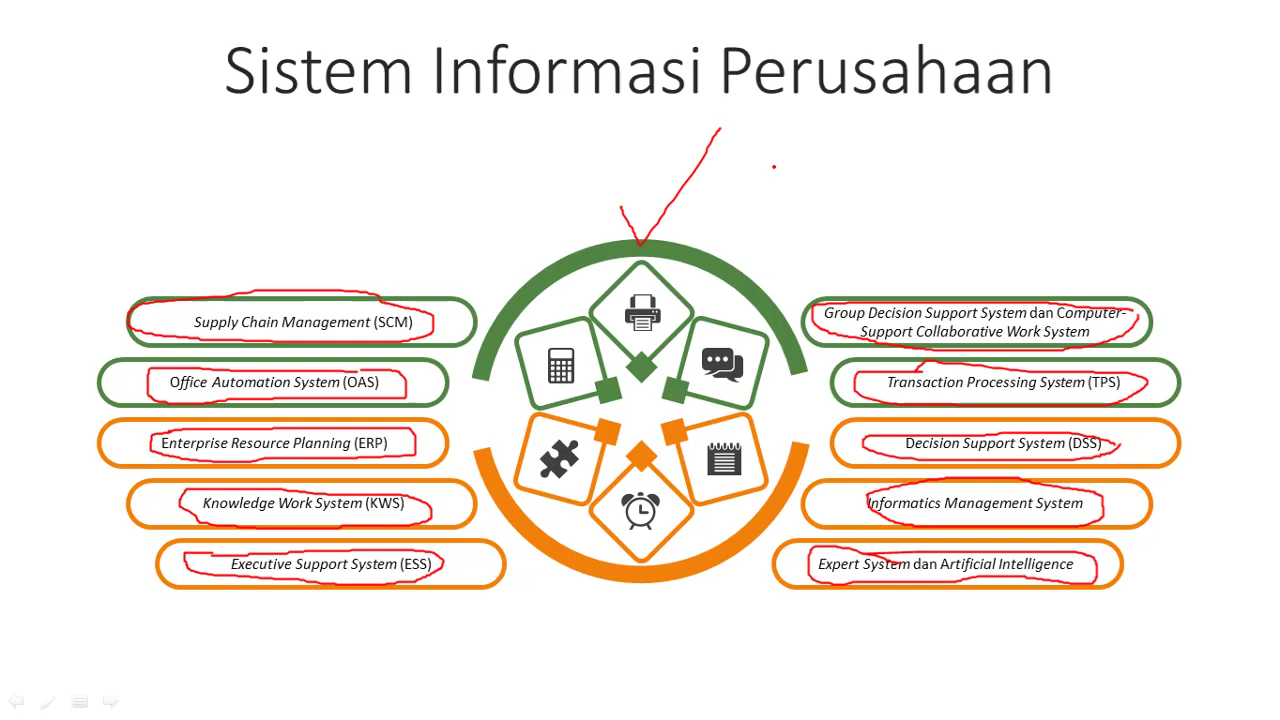 Sistem Informasi Perusahaan
Supply Chain Management (SCM)
Office Automation System (OAS)
Enterprise Resource Planning (ERP)
Knowledge Work System (KWS)
Executive Support System (ESS)
Group Decision Support System dan Computer-
Support Collaborative Work System
Transaction Processing System (TPS)
Decision Support System (DSS)
Informatics Management System
Expert System dan Artificial Intelligence